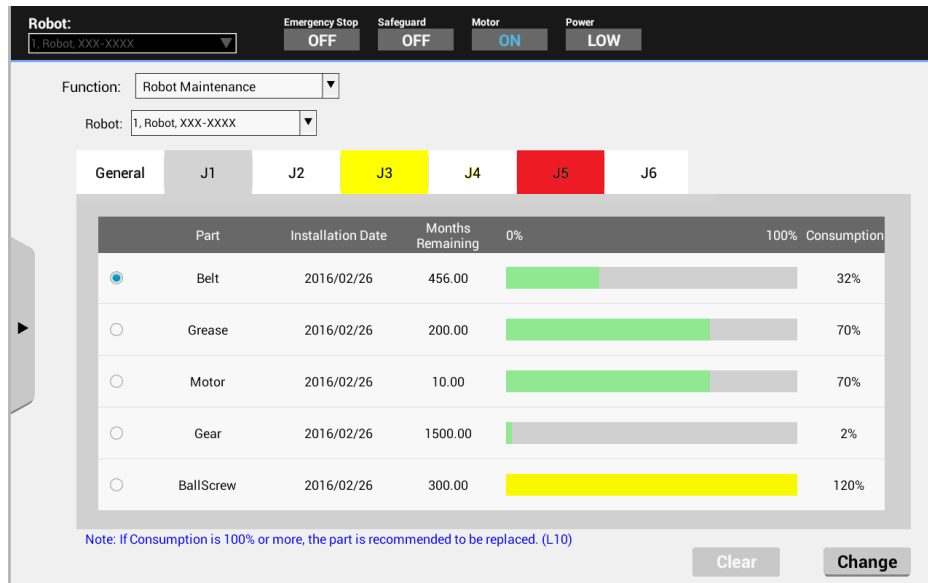 Robot:
1, Robot, XXX-XXXX
Emergency Stop Safeguard Motor Power
OFF OFF ON LOW
Function: Robot Maintenance
Robot: 1, Robot, XXX-XXXX
General J1 J2 J3 J4 J5 J6
Part Installation Date Months Remaining 0% 100% Consumption
Belt 2016/02/26 456.00 32%
Grease 2016/02/26 200.00 70%
Motor 2016/02/26 10.00 70%
Gear 2016/02/26 1500.00 2%
BallScrew 2016/02/26 300.00 120%
Note: If Consumption is 100% or more, the part is recommended to be replaced. (L10)
Clear Change